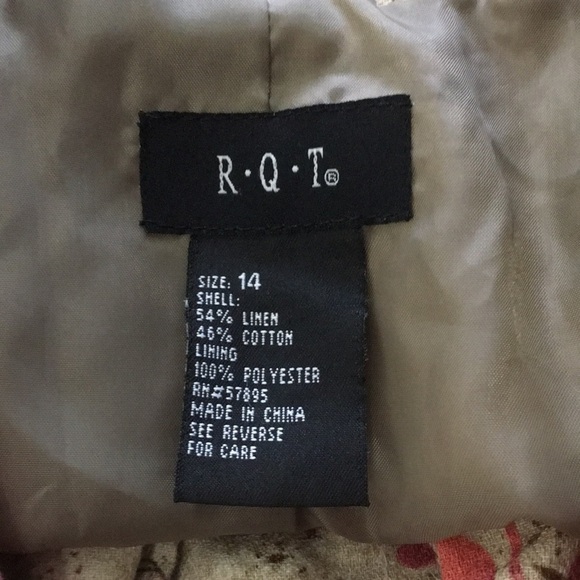 R·Q·T®
SIZE: 14
SHELL:
54% LINEN
46% COTTON
LINING
100% POLYESTER
RN#57895
MADE IN CHINA
SEE REVERSE
FOR CARE